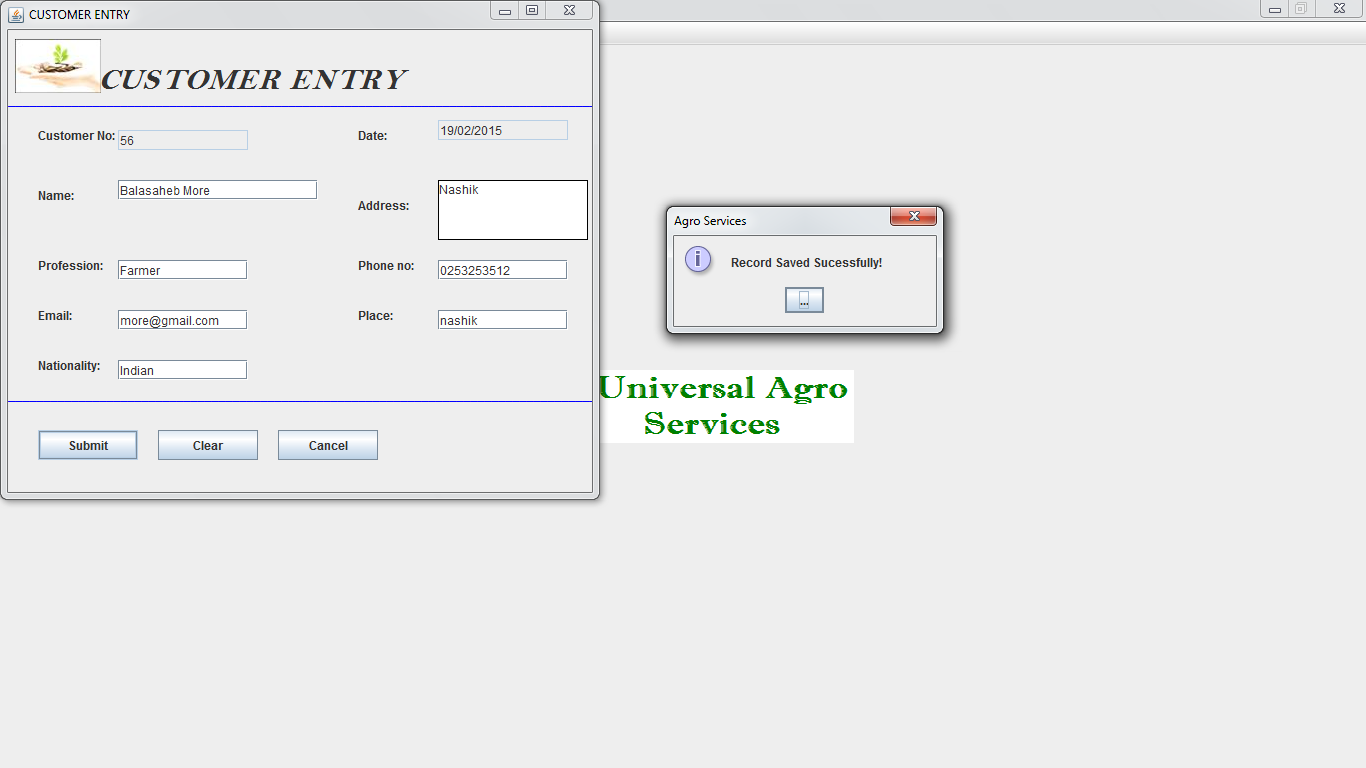 CUSTOMER ENTRY
CUSTOMER ENTRY
Customer No: 56
Date: 19/02/2015
Name: Balasaheb More
Address: Nashik
Profession: Farmer
Phone no: 0253253512
Email: more@gmail.com
Place: nashik
Nationality: Indian
Submit Clear Cancel
Agro Services
Record Saved Sucessfully!
...
Universal Agro
Services